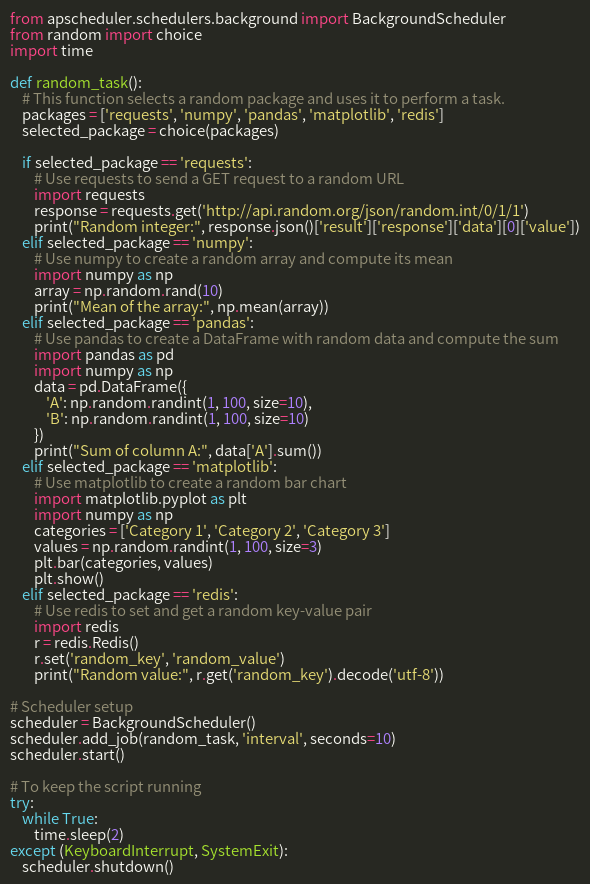 from apscheduler.schedulers.background import BackgroundScheduler
from random import choice
import time

def random_task():
    # This function selects a random package and uses it to perform a task.
    packages = ['requests', 'numpy', 'pandas', 'matplotlib', 'redis']
    selected_package = choice(packages)

    if selected_package == 'requests':
        # Use requests to send a GET request to a random URL
        import requests
        response = requests.get('http://api.random.org/json/random.int/0/1/1')
        print("Random integer:", response.json()['result']['response']['data'][0]['value'])
    elif selected_package == 'numpy':
        # Use numpy to create a random array and compute its mean
        import numpy as np
        array = np.random.rand(10)
        print("Mean of the array:", np.mean(array))
    elif selected_package == 'pandas':
        # Use pandas to create a DataFrame with random data and compute the sum
        import pandas as pd
        import numpy as np
        data = pd.DataFrame({
            'A': np.random.randint(1, 100, size=10),
            'B': np.random.randint(1, 100, size=10)
        })
        print("Sum of column A:", data['A'].sum())
    elif selected_package == 'matplotlib':
        # Use matplotlib to create a random bar chart
        import matplotlib.pyplot as plt
        import numpy as np
        categories = ['Category 1', 'Category 2', 'Category 3']
        values = np.random.randint(1, 100, size=3)
        plt.bar(categories, values)
        plt.show()
    elif selected_package == 'redis':
        # Use redis to set and get a random key-value pair
        import redis
        r = redis.Redis()
        r.set('random_key', 'random_value')
        print("Random value:", r.get('random_key').decode('utf-8'))

# Scheduler setup
scheduler = BackgroundScheduler()
scheduler.add_job(random_task, 'interval', seconds=10)
scheduler.start()

# To keep the script running
try:
    while True:
        time.sleep(2)
except (KeyboardInterrupt, SystemExit):
    scheduler.shutdown()